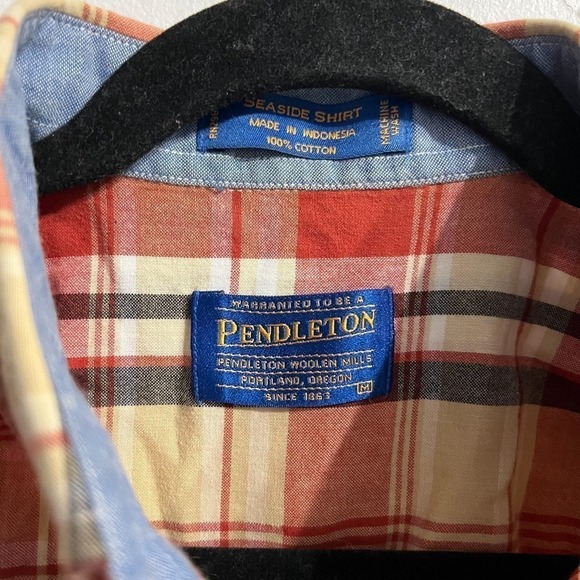 SEASIDE SHIRT
MADE IN INDONESIA
100% COTTON
MACHINE
WASH
WARRANTED TO BE A
PENDLETON
PENDLETON WOOLEN MILLS
PORTLAND, OREGON
SINCE 1863
M